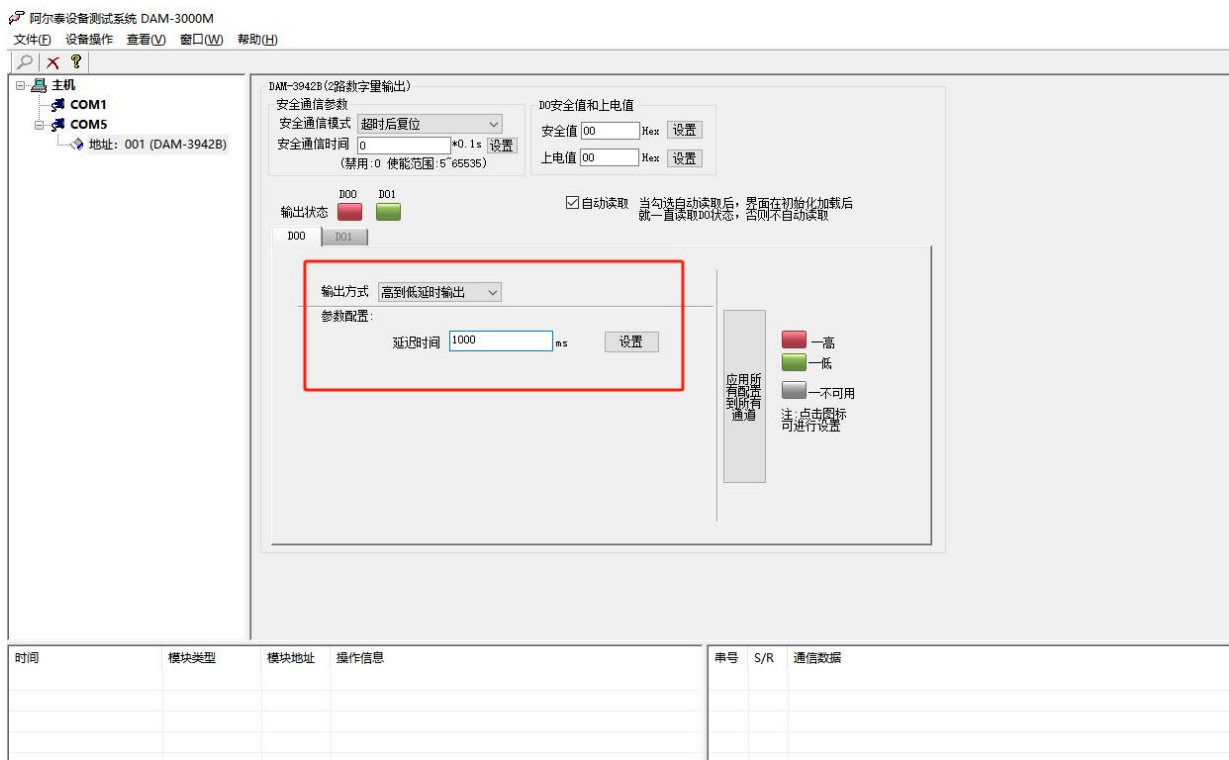 阿尔泰设备测试系统 DAM-3000M
文件(F) 设备操作 查看(V) 窗口(W) 帮助(H)
主机
COM1
COM5
地址：001 (DAM-3942B)
DAM-3942B(2路数字量输出)
安全通信参数
安全通信模式 超时后复位
安全通信时间 0 *0.1s 设置
(禁用:0 使能范围:5~65535)
DO安全值和上电值
安全值 00 Hex 设置
上电值 00 Hex 设置
DO0 DO1
输出状态
自动读取 当勾选自动读取后，界面在初始化加载后
就一直读取DO状态，否则不自动读取
DO0 DO1
输出方式 高到低延时输出
参数配置:
延迟时间 1000 ms 设置
应用所
有配置
到所有
通道
—高
—低
—不可用
注:点击图标
可进行设置
时间 模块类型 模块地址 操作信息
串号 S/R 通信数据